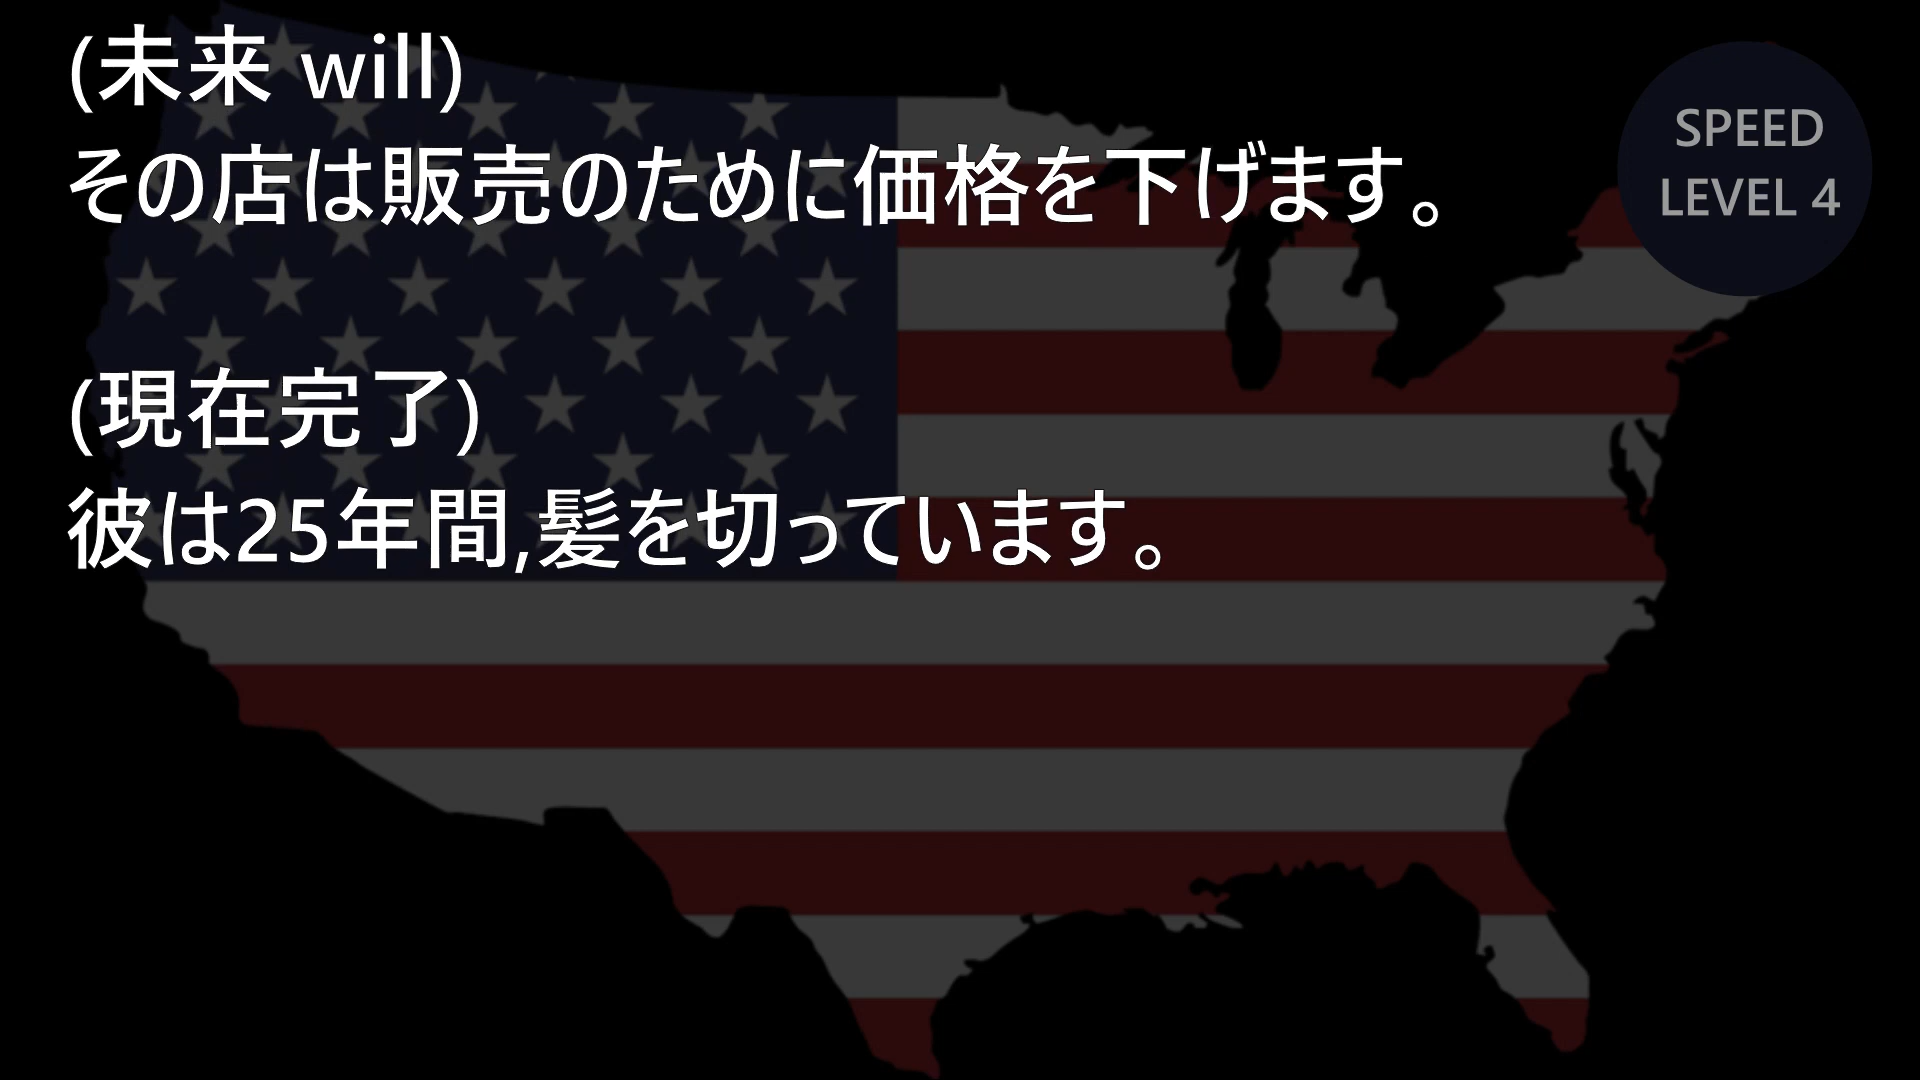 (未来 will)
その店は販売のために価格を下げます。
(現在完了)
彼は25年間,髪を切っています。
SPEED
LEVEL 4